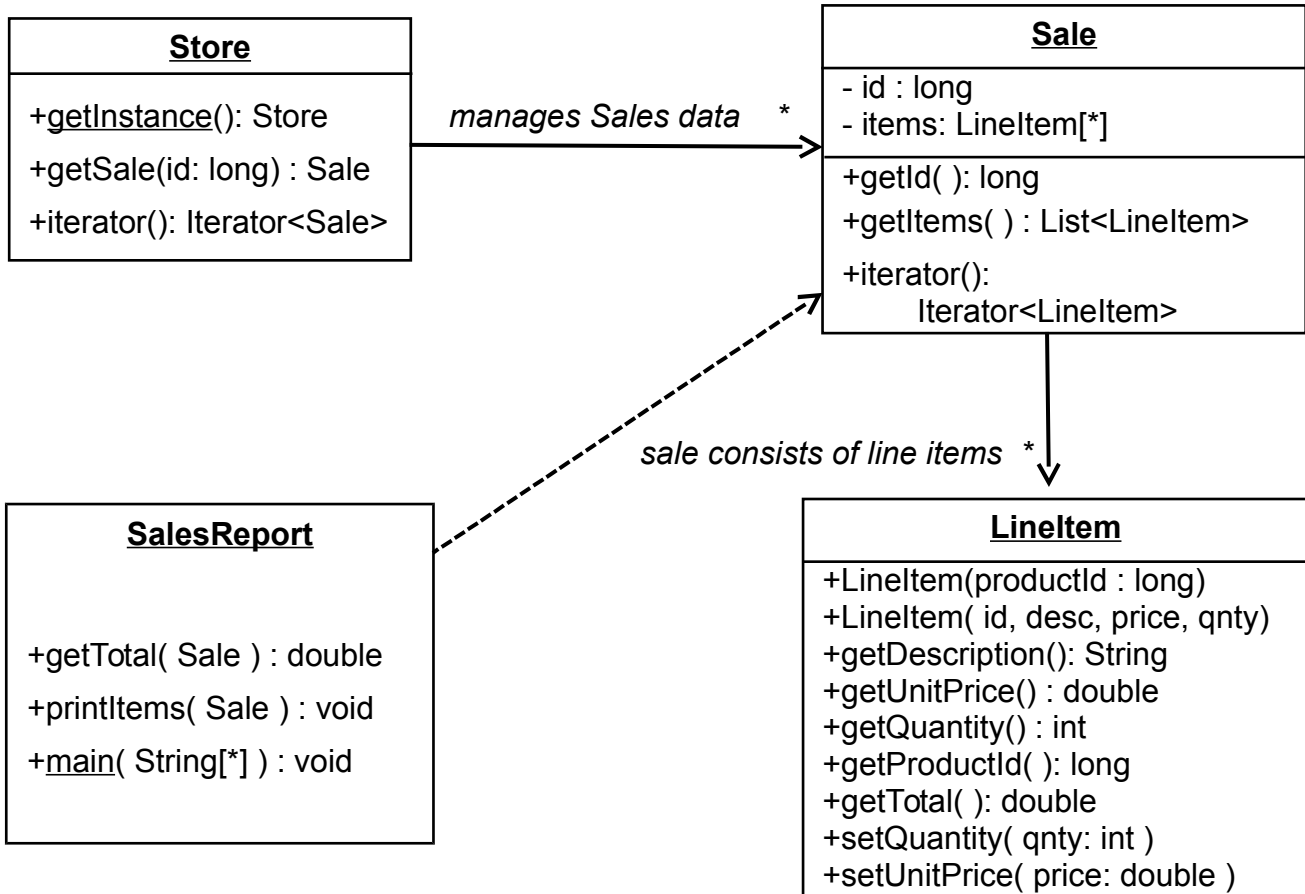 Store
+getInstance(): Store
+getSale(id: long) : Sale
+iterator(): Iterator<Sale>
manages Sales data *
Sale
- id : long
- items: LineItem[*]
+getId( ): long
+getItems( ) : List<LineItem>
+iterator():
Iterator<LineItem>
sale consists of line items *
SalesReport
+getTotal( Sale ) : double
+printItems( Sale ) : void
+main( String[*] ) : void
LineItem
+LineItem(productId : long)
+LineItem( id, desc, price, qnty)
+getDescription(): String
+getUnitPrice() : double
+getQuantity() : int
+getProductId( ): long
+getTotal( ): double
+setQuantity( qnty: int )
+setUnitPrice( price: double )